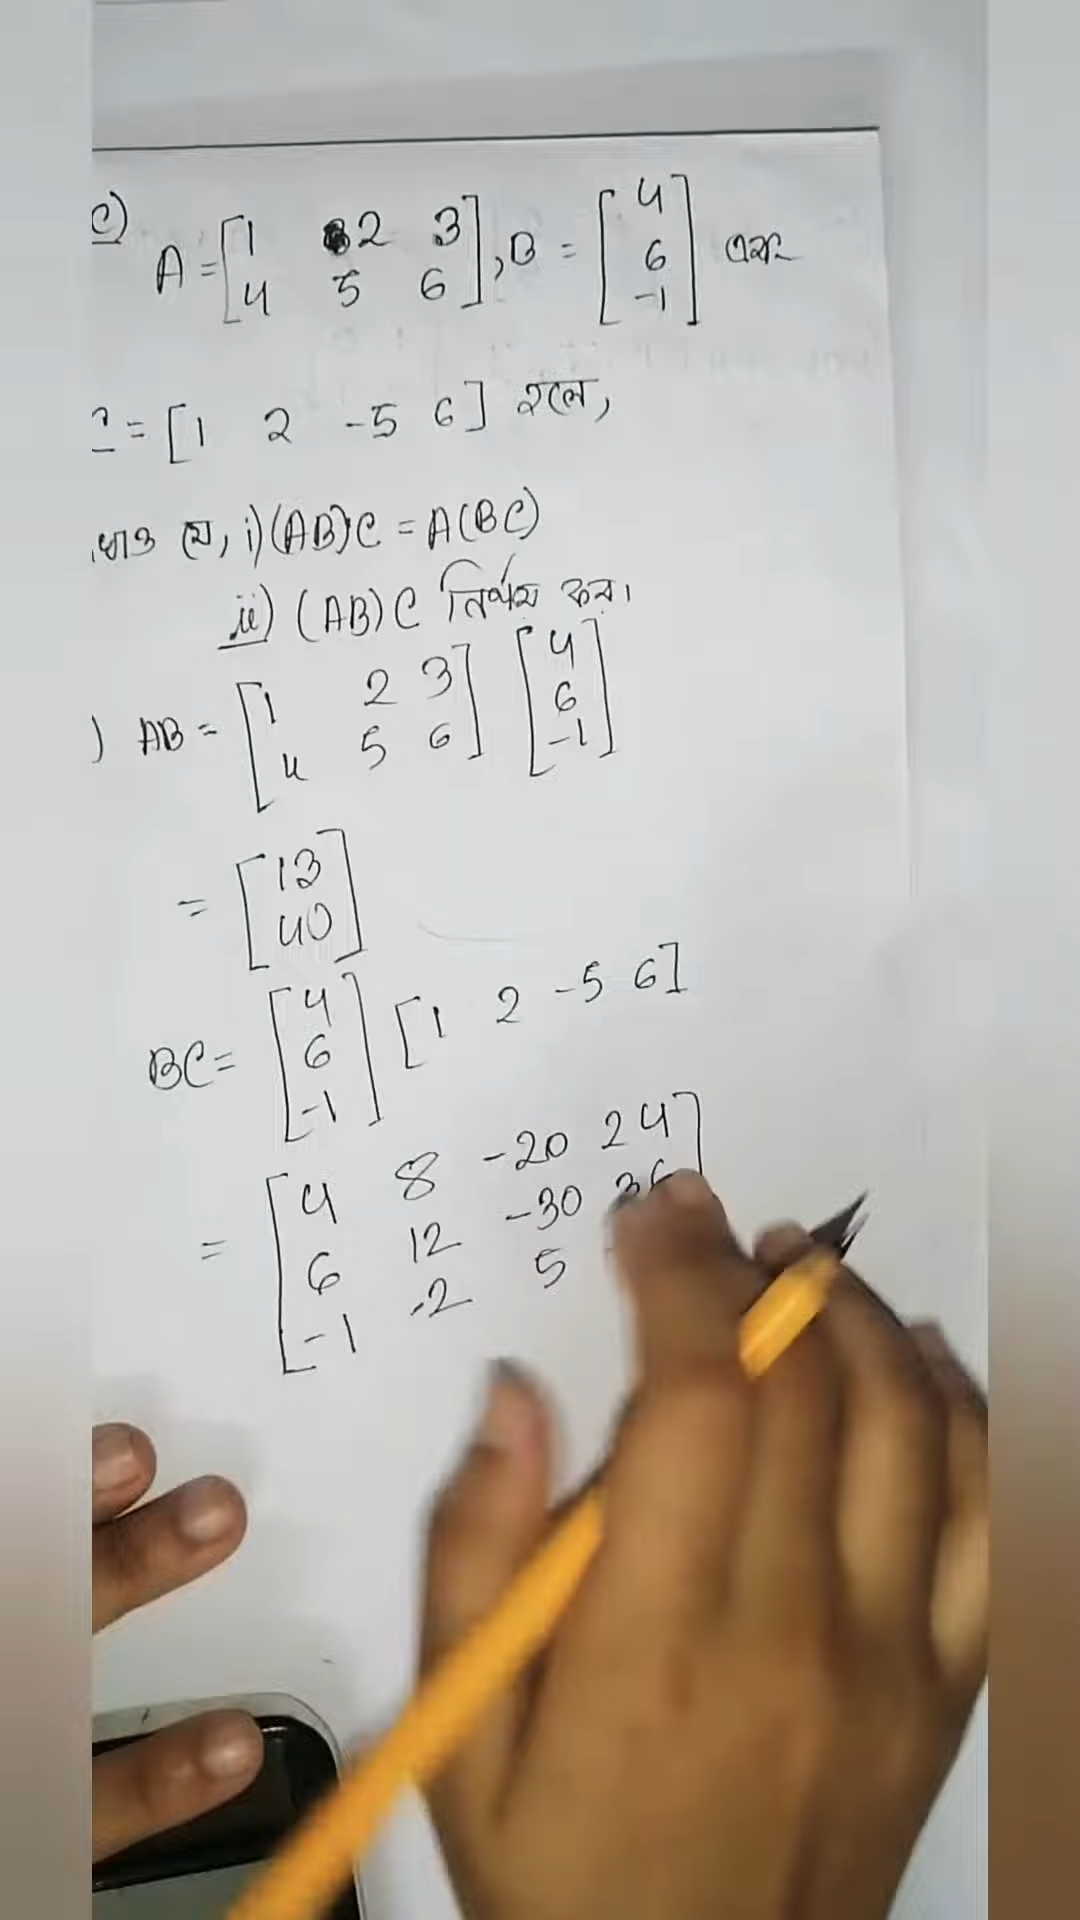 e)
A = [1 2 3
4 5 6], B = [4
6
-1] এবং
C = [1 2 -5 6] হলে,
খাও যে, i) (AB)C = A(BC)
ii) (AB)C নির্ণয় কর।
) AB = [1 2 3
4 5 6] [4
6
-1]
= [13
40]
BC = [4
6
-1] [1 2 -5 6]
= [4 8 -20 24
6 12 -30 36
-1 -2 5